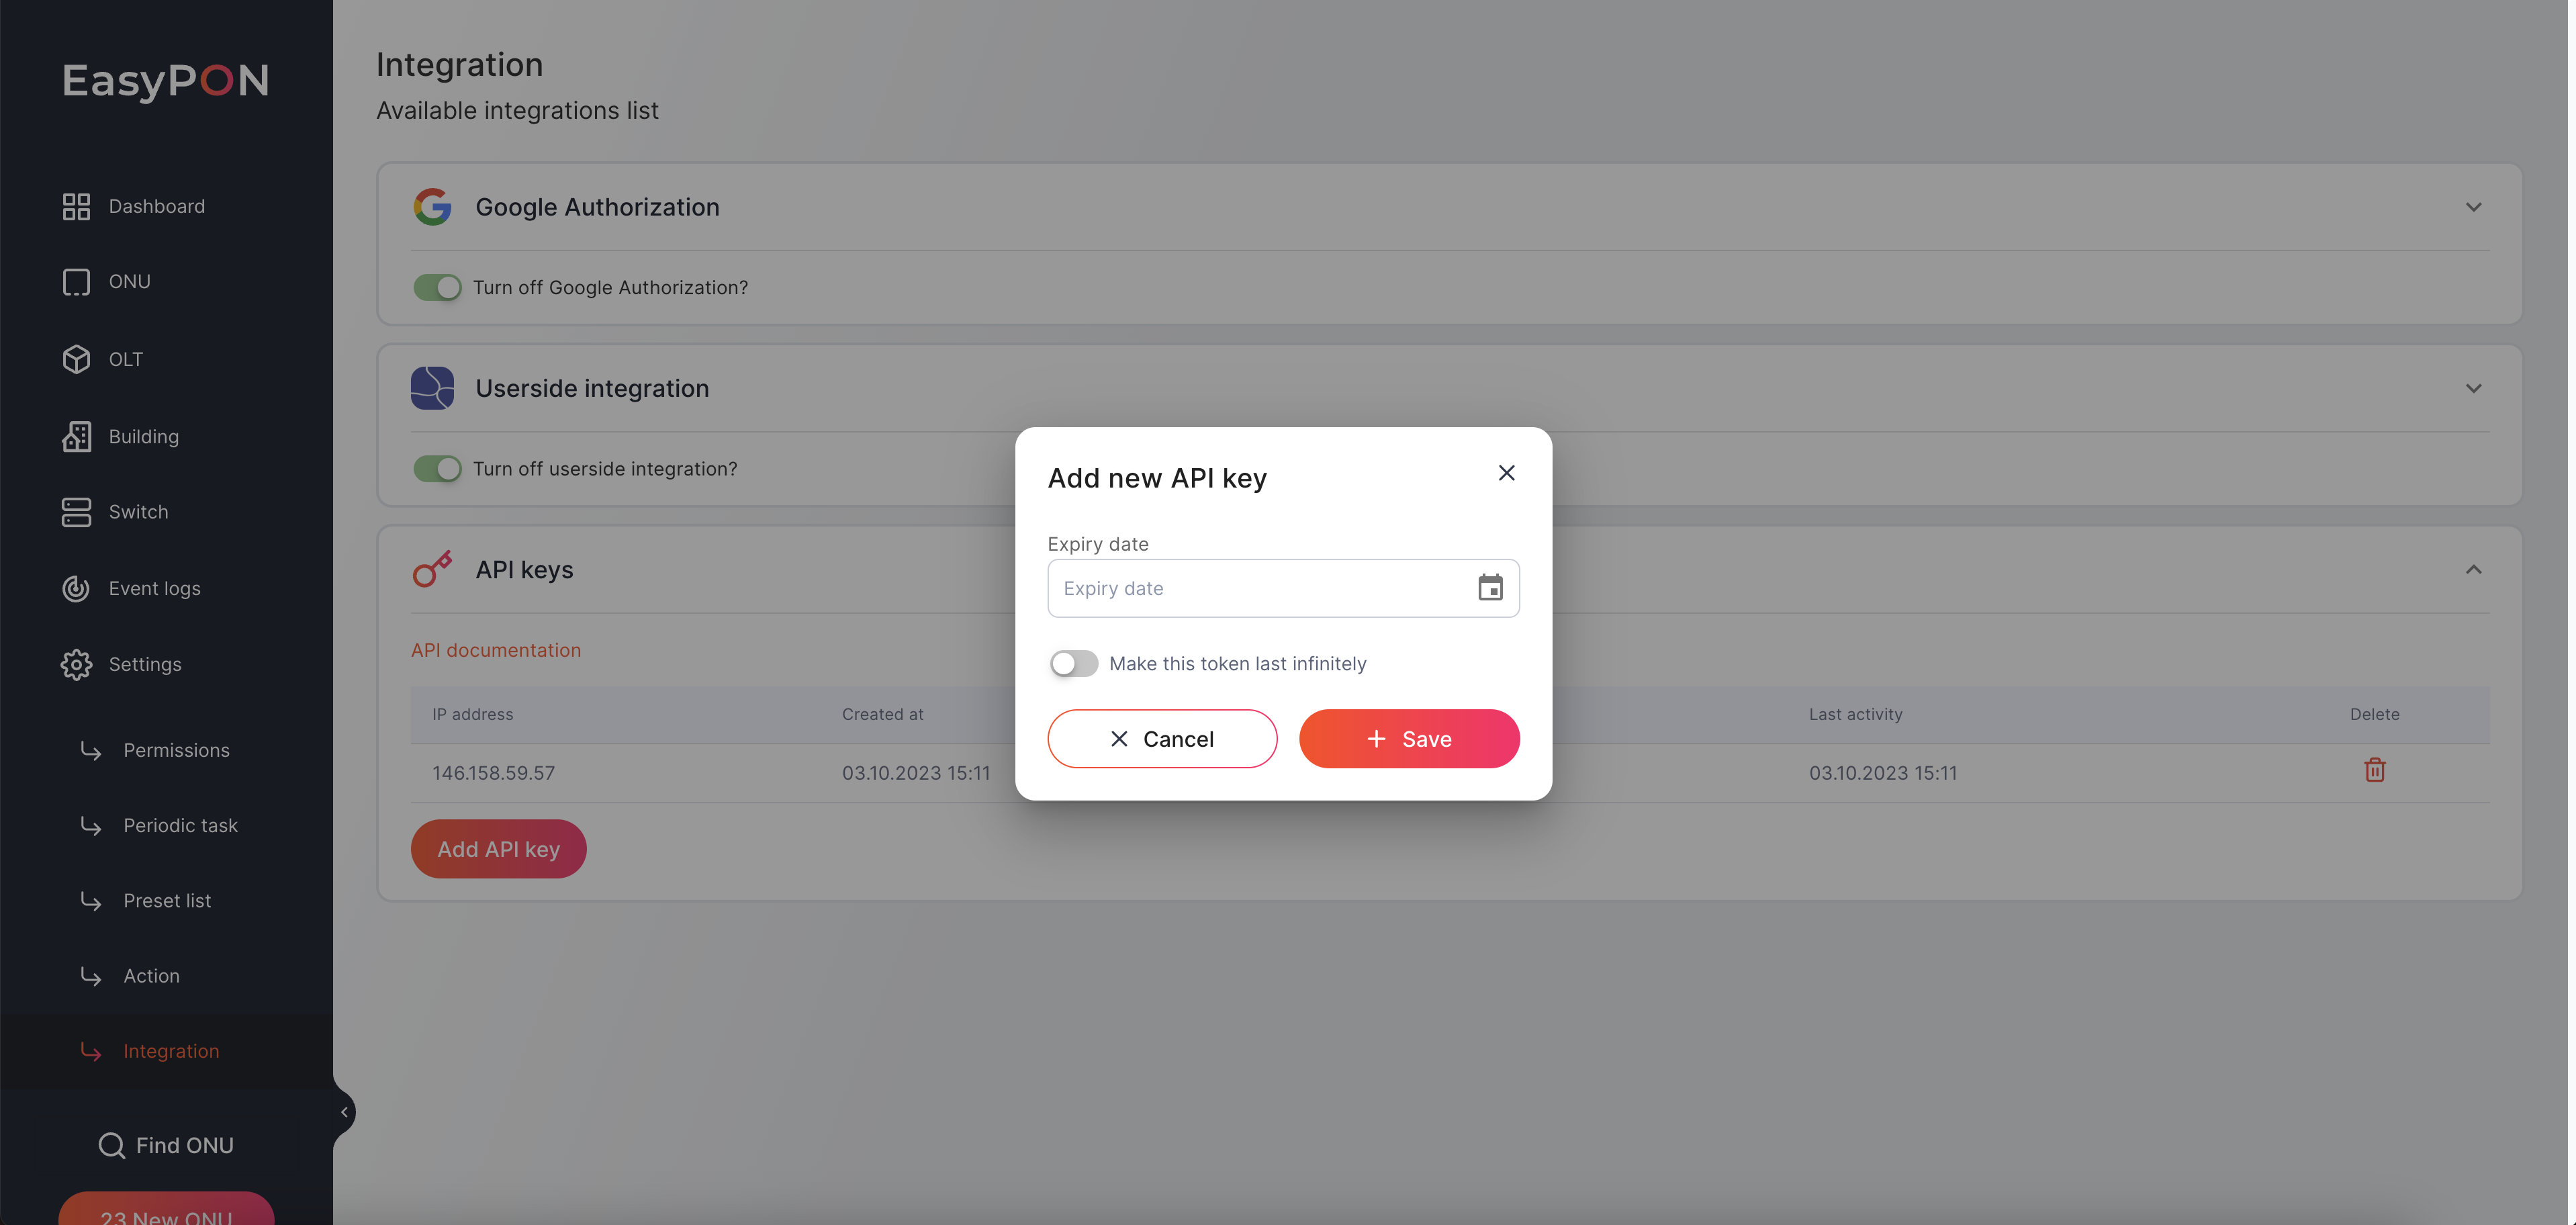 EasyPON
Dashboard
ONU
OLT
Building
Switch
Event logs
Settings
Permissions
Periodic task
Preset list
Action
Integration
Find ONU
23 New ONU
Integration
Available integrations list
Google Authorization
Turn off Google Authorization?
Userside integration
Turn off userside integration?
API keys
API documentation
IP address Created at Last activity Delete
146.158.59.57 03.10.2023 15:11 03.10.2023 15:11
Add API key
Add new API key
Expiry date
Expiry date
Make this token last infinitely
Cancel Save